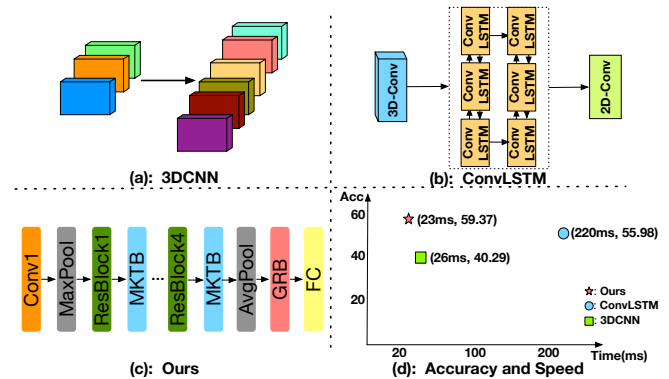 (a): 3DCNN
3D-Conv
Conv
LSTM
Conv
LSTM
Conv
LSTM
Conv
LSTM
Conv
LSTM
Conv
LSTM
2D-Conv
(b): ConvLSTM
Conv1
MaxPool
ResBlock1
MKTB
...
ResBlock4
MKTB
AvgPool
GRB
FC
(c): Ours
Acc
60
40
20
(23ms, 59.37)
(220ms, 55.98)
(26ms, 40.29)
: Ours
: ConvLSTM
: 3DCNN
20 100 200 Time(ms)
(d): Accuracy and Speed